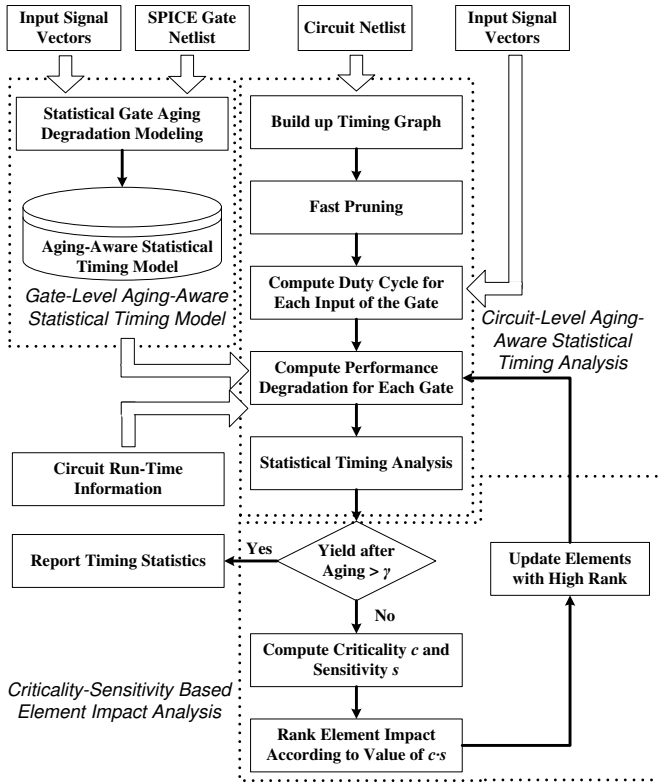 Input Signal
Vectors
SPICE Gate
Netlist
Circuit Netlist
Input Signal
Vectors
Statistical Gate Aging
Degradation Modeling
Aging-Aware Statistical
Timing Model
Gate-Level Aging-Aware
Statistical Timing Model
Build up Timing Graph
Fast Pruning
Compute Duty Cycle for
Each Input of the Gate
Circuit-Level Aging-
Aware Statistical
Timing Analysis
Compute Performance
Degradation for Each Gate
Circuit Run-Time
Information
Statistical Timing Analysis
Report Timing Statistics
Yes
Yield after
Aging > γ
Update Elements
with High Rank
No
Compute Criticality c and
Sensitivity s
Criticality-Sensitivity Based
Element Impact Analysis
Rank Element Impact
According to Value of c·s